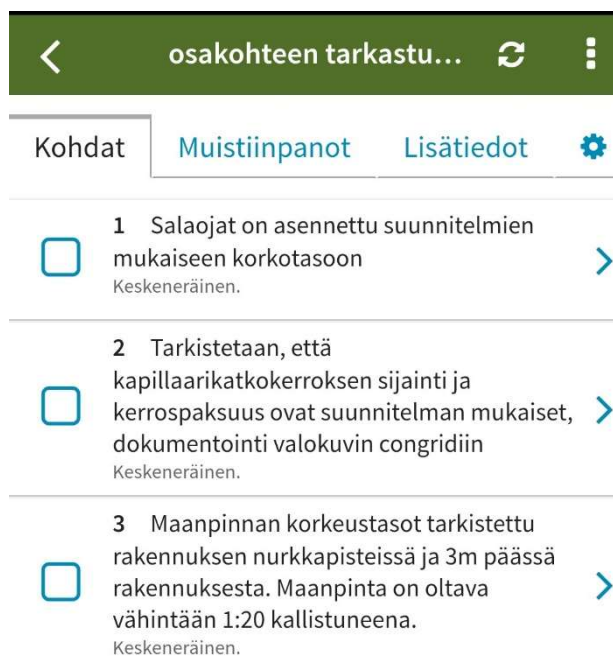 osakohteen tarkastu...
Kohdat Muistiinpanot Lisätiedot
1 Salaojat on asennettu suunnitelmien
mukaiseen korkotasoon
Keskeneräinen.
2 Tarkistetaan, että
kapillaarikatkokerroksen sijainti ja
kerrospaksuus ovat suunnitelman mukaiset,
dokumentointi valokuvin congridiin
Keskeneräinen.
3 Maanpinnan korkeustasot tarkistettu
rakennuksen nurkkapisteissä ja 3m päässä
rakennuksesta. Maanpinta on oltava
vähintään 1:20 kallistuneena.
Keskeneräinen.